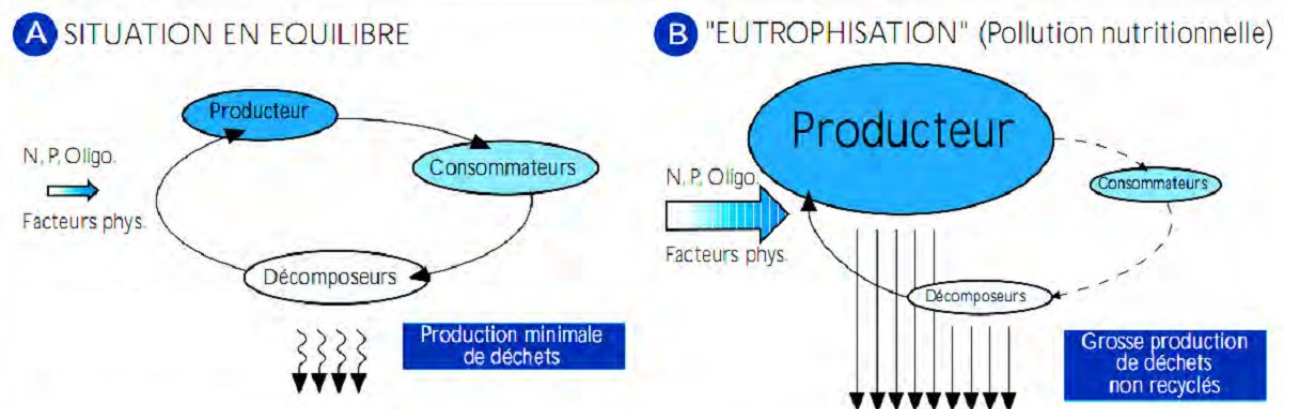 A SITUATION EN EQUILIBRE
Producteur
N, P, Oligo.
Consommateurs
Facteurs phys.
Décomposeurs
Production minimale
de déchets
B "EUTROPHISATION" (Pollution nutritionnelle)
Producteur
N, P, Oligo.
Consommateurs
Facteurs phys.
Décomposeurs
Grosse production
de déchets
non recyclés